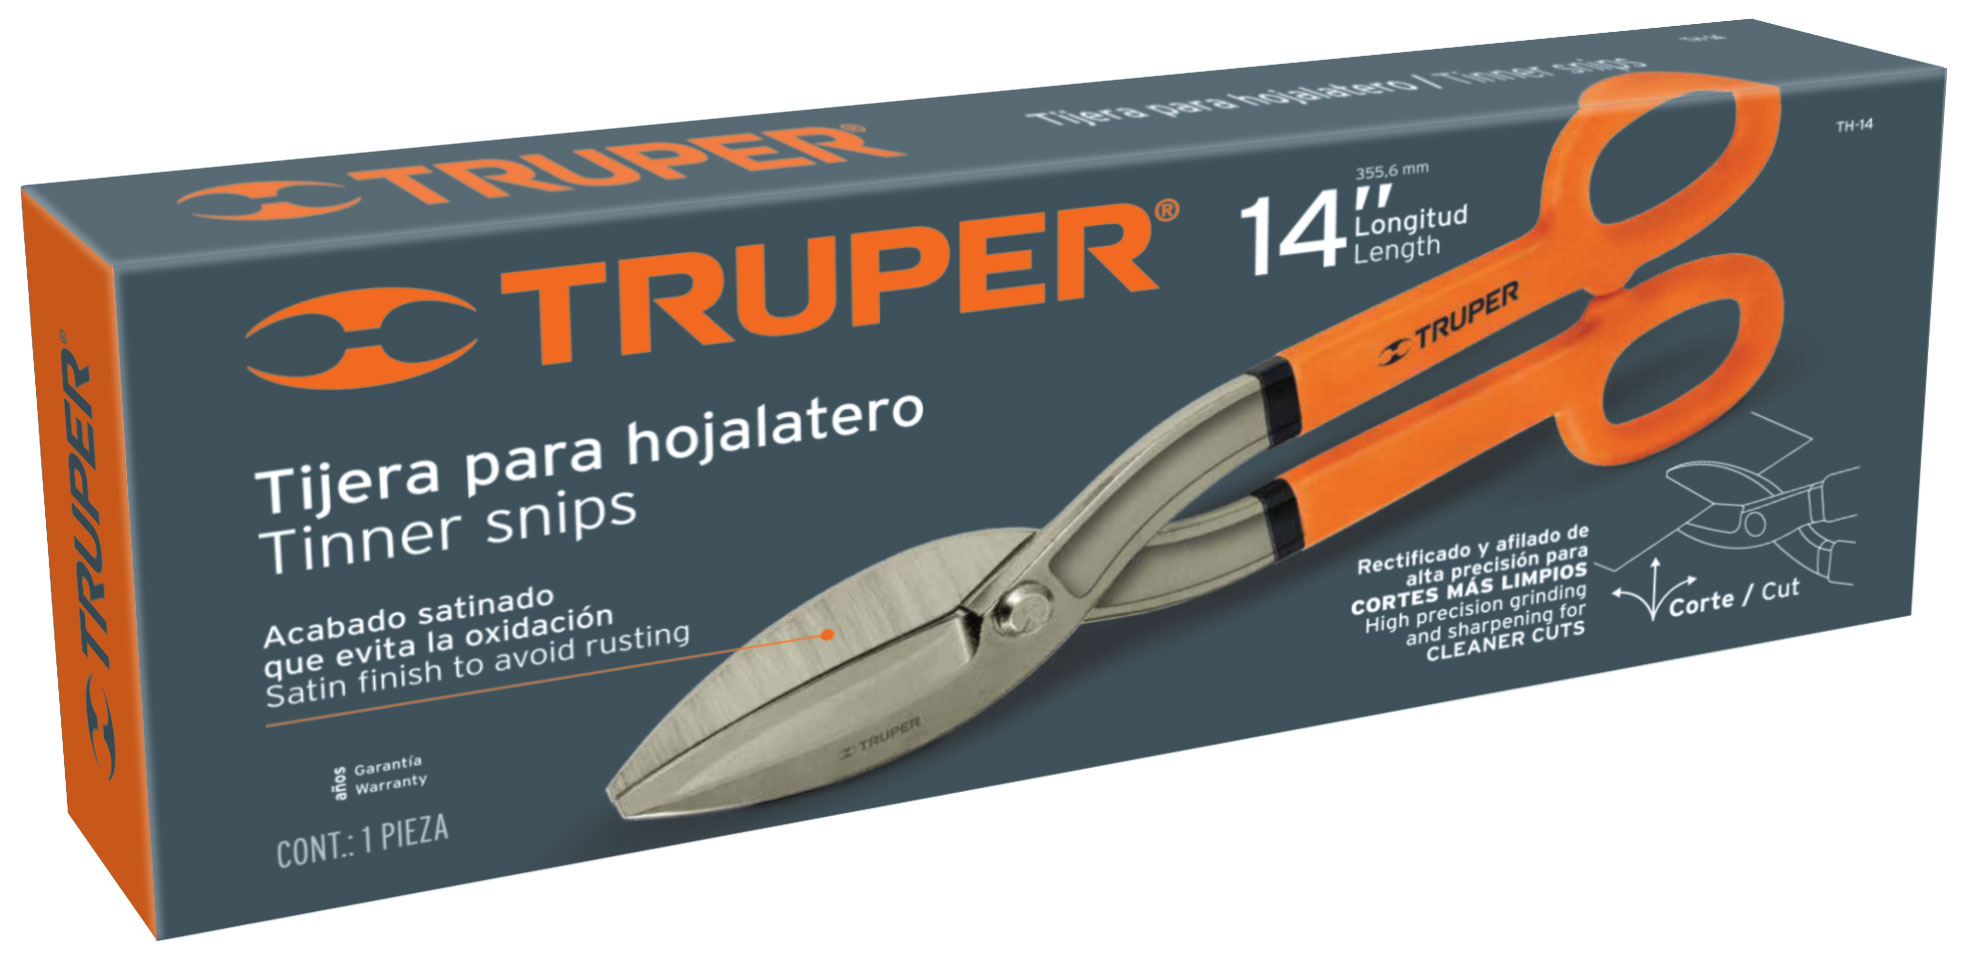 TRUPER®
Tijera para hojalatero / Tinner snips
TH-14
TRUPER®
TRUPER®
355,6 mm
14”
Longitud
Length
TH-14
TRUPER
Tijera para hojalatero
Tinner snips
Acabado satinado
que evita la oxidación
Satin finish to avoid rusting
TRUPER
Rectificado y afilado de
alta precisión para
CORTES MÁS LIMPIOS
High precision grinding
and sharpening for
CLEANER CUTS
Corte / Cut
años
Garantía
Warranty
CONT.: 1 PIEZA